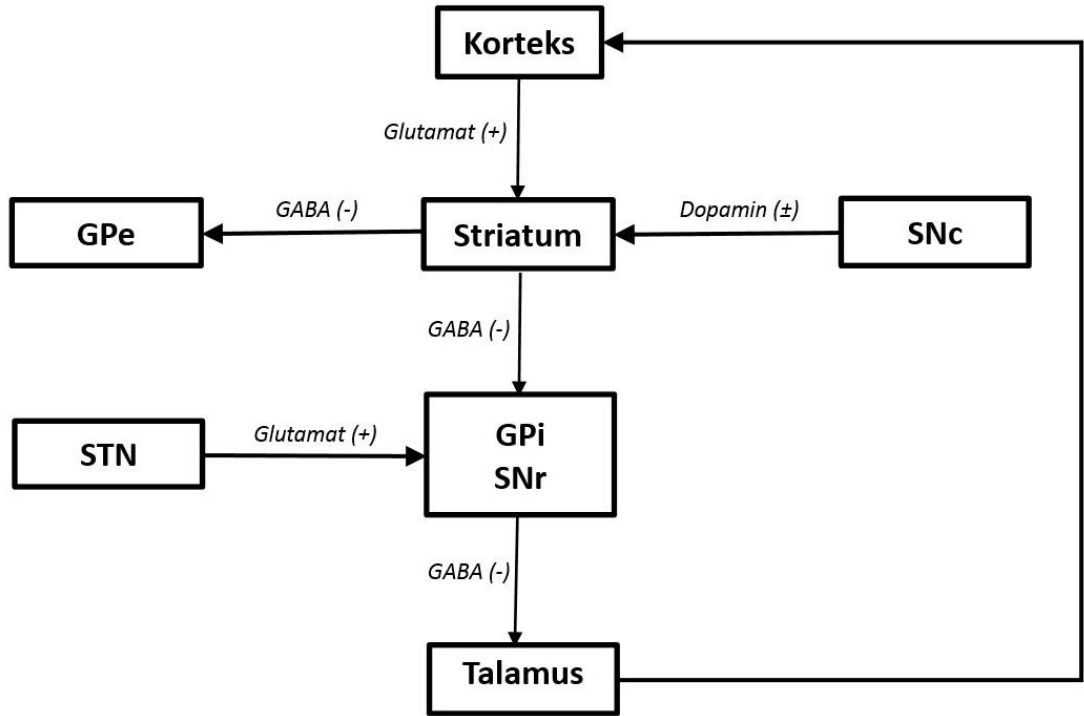 Korteks
Glutamat (+)
GPe
GABA (-)
Striatum
Dopamin (±)
SNc
GABA (-)
STN
Glutamat (+)
GPi
SNr
GABA (-)
Talamus